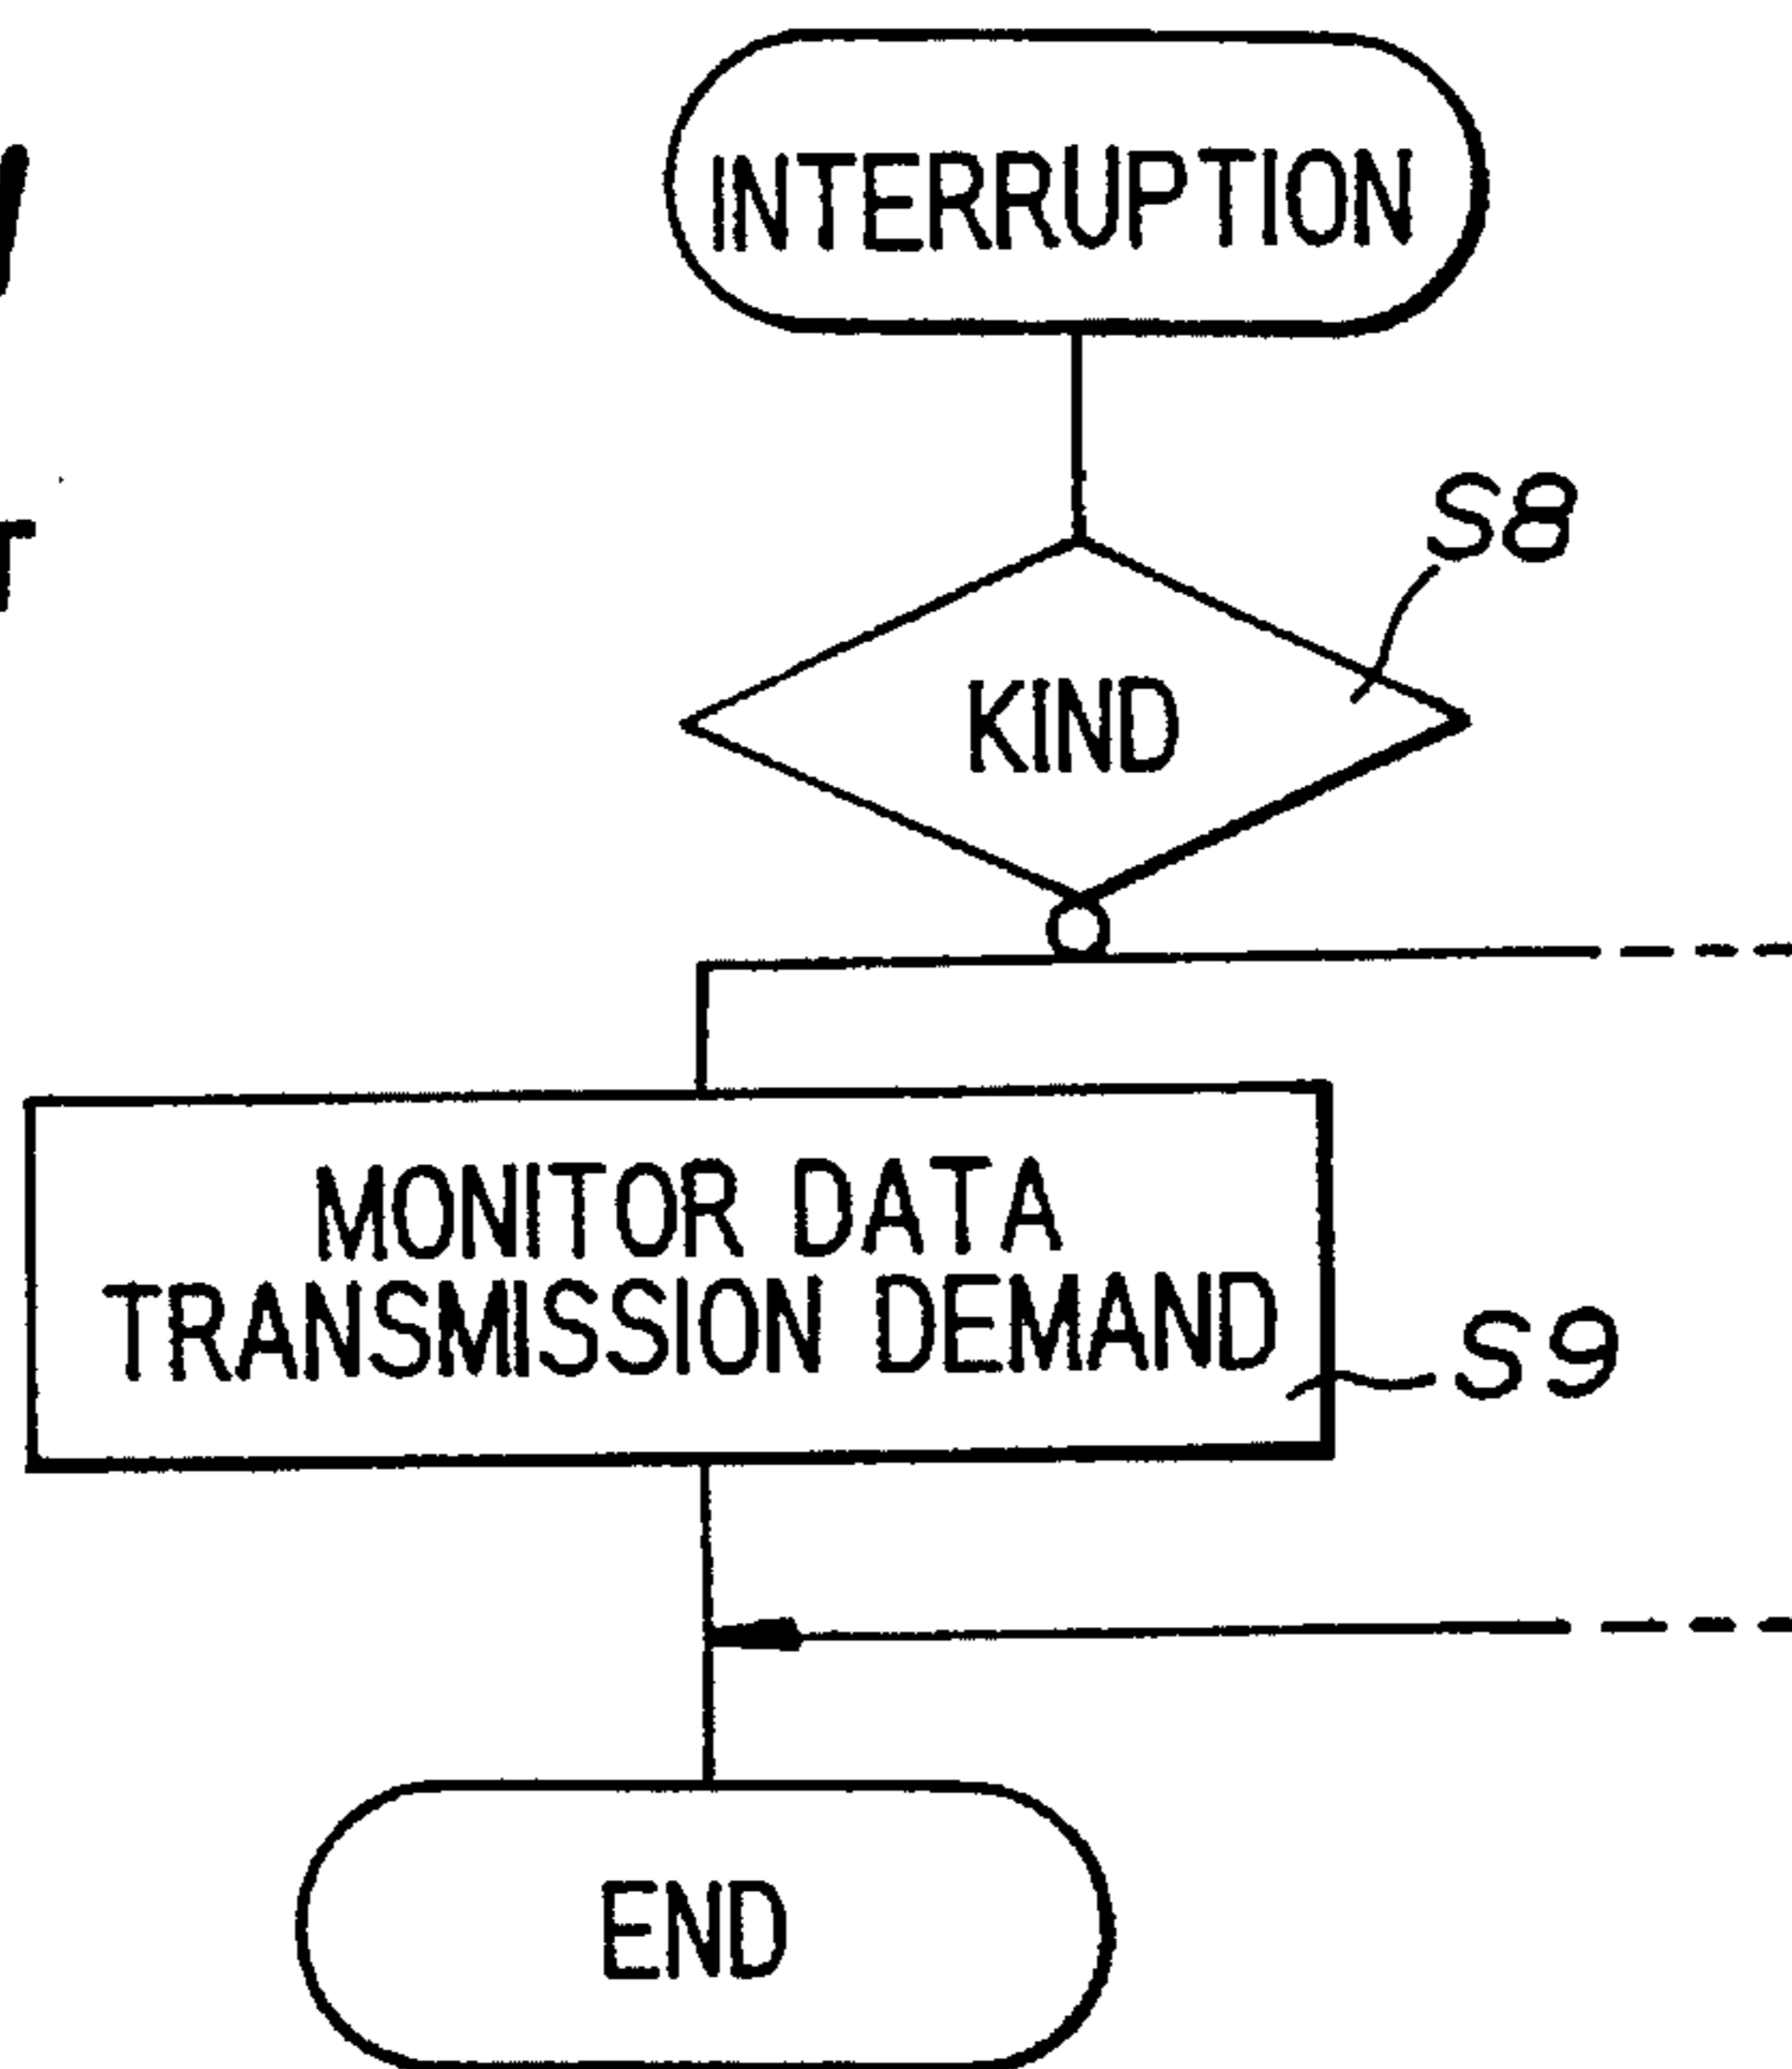 INTERRUPTION
S8
KIND
MONITOR DATA
TRANSMISSION DEMAND
S9
END